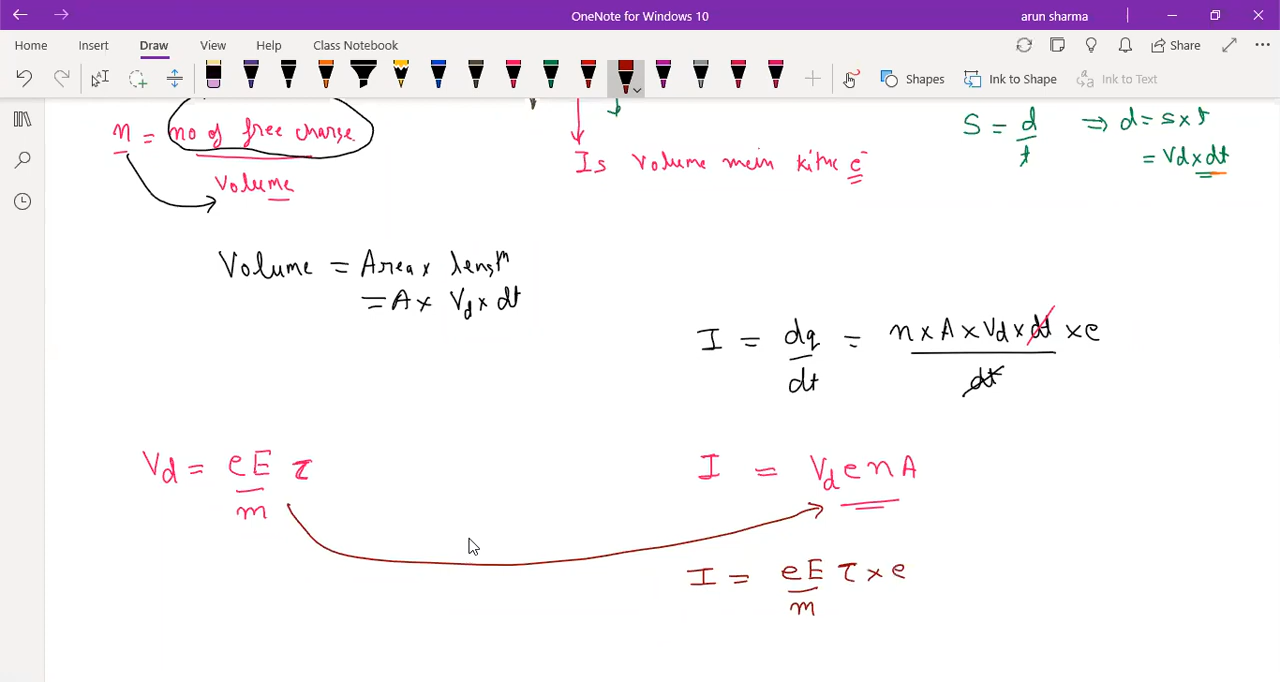 OneNote for Windows 10
arun sharma
Home Insert Draw View Help Class Notebook
Share
Shapes Ink to Shape Ink to Text
n = no of free charge
Volume
Is Volume mein kitne e⁻
S = d/t ⇒ d = s x t
= Vd x dt
Volume = Area x length
= A x Vd x dt
I = dq/dt = n x A x Vd x dt x e / dt
Vd = eE/m τ
I = Vd e n A
I = eE/m τ x e